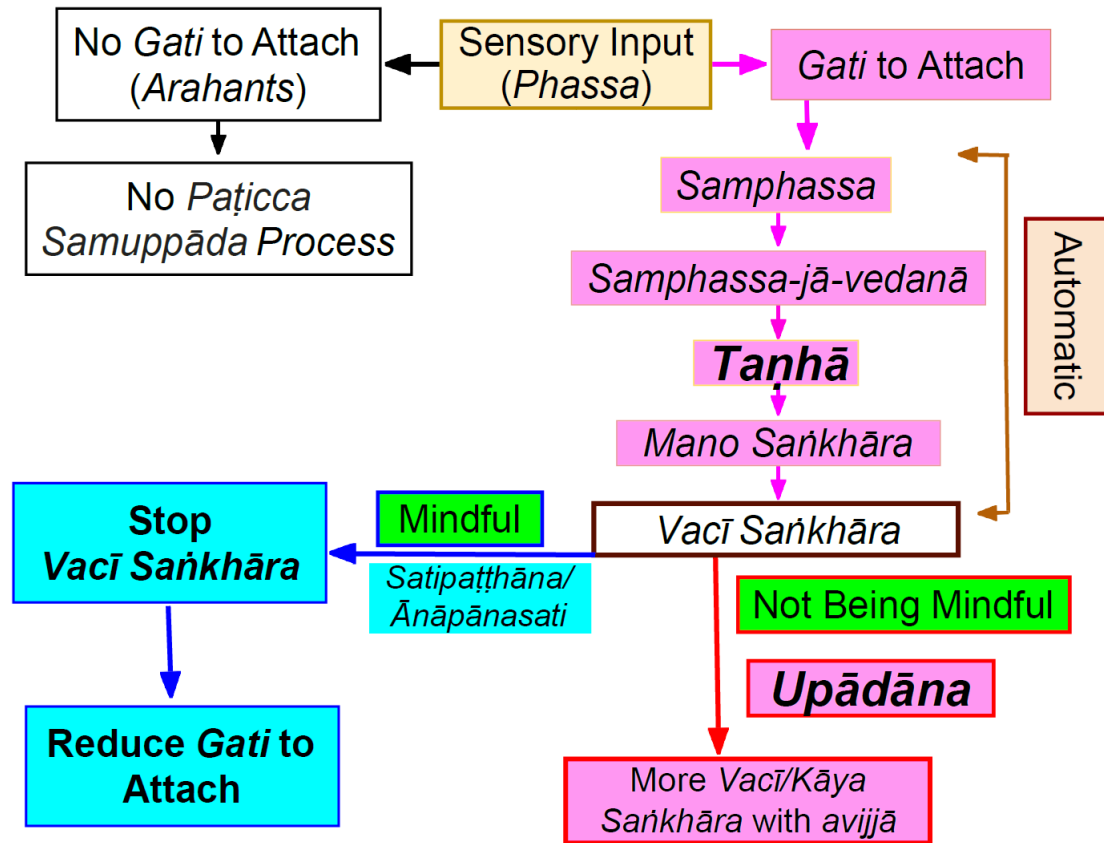 No Gati to Attach
(Arahants)
Sensory Input
(Phassa)
Gati to Attach
No Paṭicca
Samuppāda Process
Samphassa
Samphassa-jā-vedanā
Taṇhā
Mano Saṅkhāra
Automatic
Vacī Saṅkhāra
Mindful
Stop
Vacī Saṅkhāra
Satipaṭṭhāna/
Ānāpānasati
Not Being Mindful
Upādāna
Reduce Gati to
Attach
More Vacī/Kāya
Saṅkhāra with avijjā